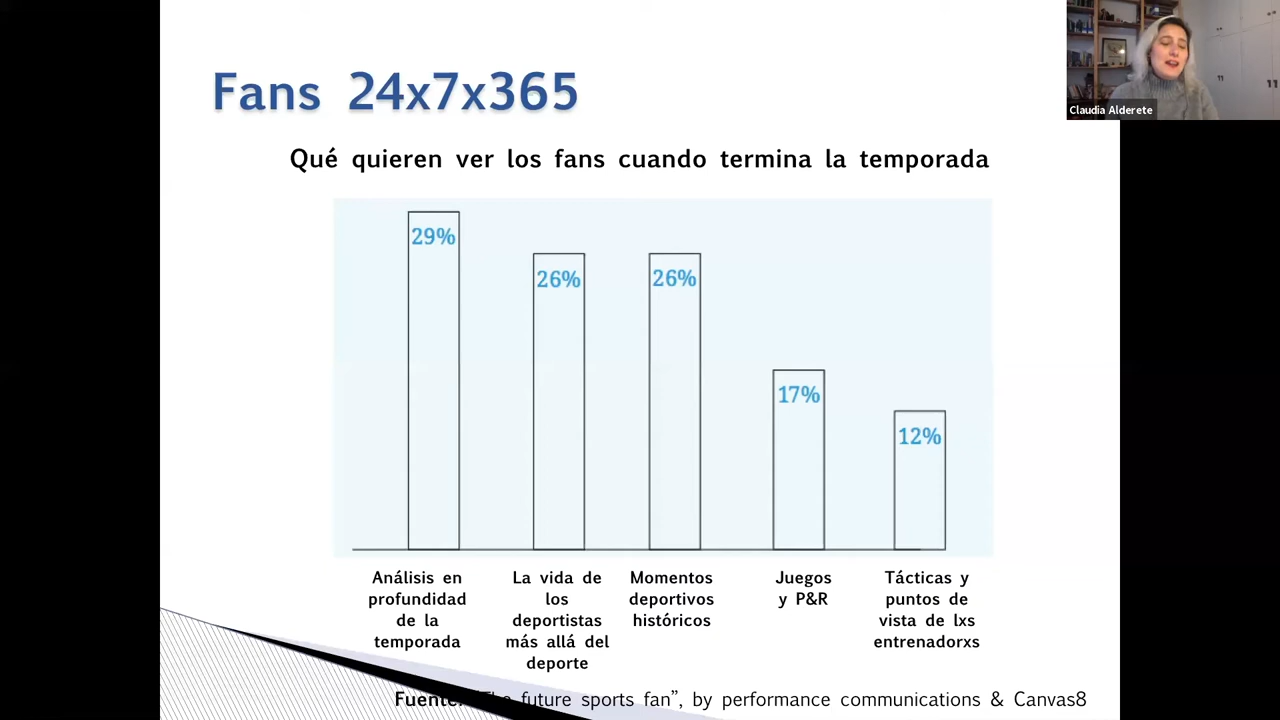 Fans 24x7x365
Claudia Alderete
Qué quieren ver los fans cuando termina la temporada
29%
26%
26%
17%
12%
Análisis en
profundidad
de la
temporada
La vida de
los
deportistas
más allá del
deporte
Momentos
deportivos
históricos
Juegos
y P&R
Tácticas y
puntos de
vista de lxs
entrenadorxs
Fuente: “The future sports fan”, by performance communications & Canvas8